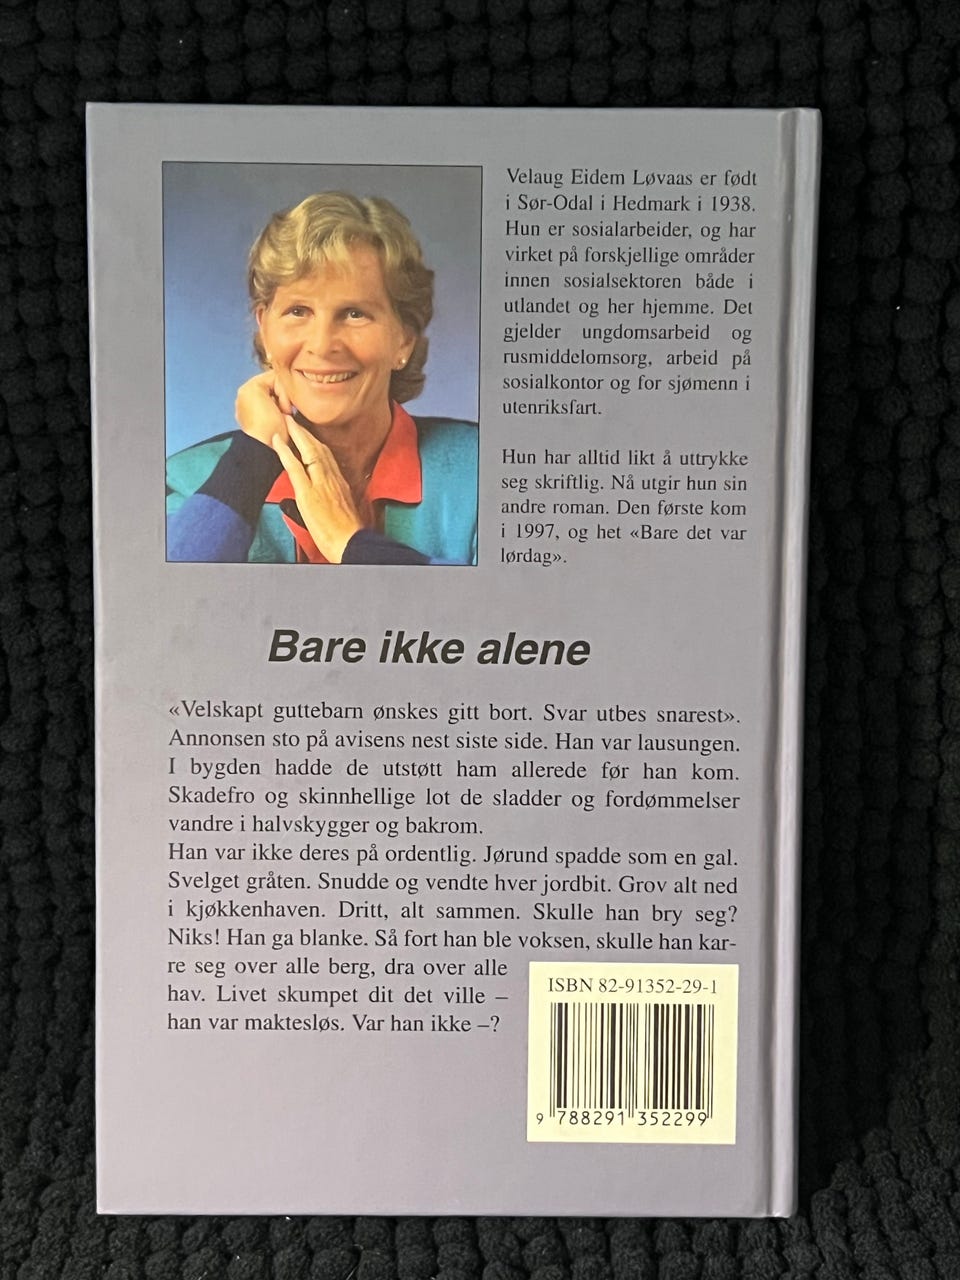 Velaug Eidem Løvaas er født
i Sør-Odal i Hedmark i 1938.
Hun er sosialarbeider, og har
virket på forskjellige områder
innen sosialsektoren både i
utlandet og her hjemme. Det
gjelder ungdomsarbeid og
rusmiddelomsorg, arbeid på
sosialkontor og for sjømenn i
utenriksfart.
Hun har alltid likt å uttrykke
seg skriftlig. Nå utgir hun sin
andre roman. Den første kom
i 1997, og het «Bare det var
lørdag».
Bare ikke alene
«Velskapt guttebarn ønskes gitt bort. Svar utbes snarest».
Annonsen sto på avisens nest siste side. Han var lausungen.
I bygden hadde de utstøtt ham allerede før han kom.
Skadefro og skinnhellige lot de sladder og fordømmelser
vandre i halvskygger og bakrom.
Han var ikke deres på ordentlig. Jørund spadde som en gal.
Svelget gråten. Snudde og vendte hver jordbit. Grov alt ned
i kjøkkenhaven. Dritt, alt sammen. Skulle han bry seg?
Niks! Han ga blanke. Så fort han ble voksen, skulle han kar-
re seg over alle berg, dra over alle
hav. Livet skumpet dit det ville –
han var maktesløs. Var han ikke –?
ISBN 82-91352-29-1
9 788291 352299